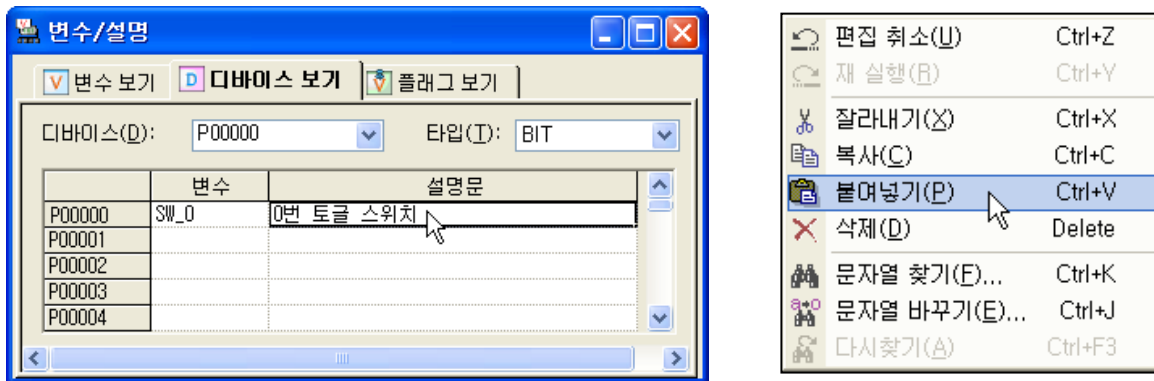 변수/설명
변수 보기 디바이스 보기 플래그 보기
디바이스(D): P00000 타입(T): BIT
변수 설명문
P00000 SW_0 0번 토글 스위치
P00001
P00002
P00003
P00004
편집 취소(U) Ctrl+Z
재 실행(R) Ctrl+Y
잘라내기(X) Ctrl+X
복사(C) Ctrl+C
붙여넣기(P) Ctrl+V
삭제(D) Delete
문자열 찾기(F)... Ctrl+K
문자열 바꾸기(E)... Ctrl+J
다시찾기(A) Ctrl+F3